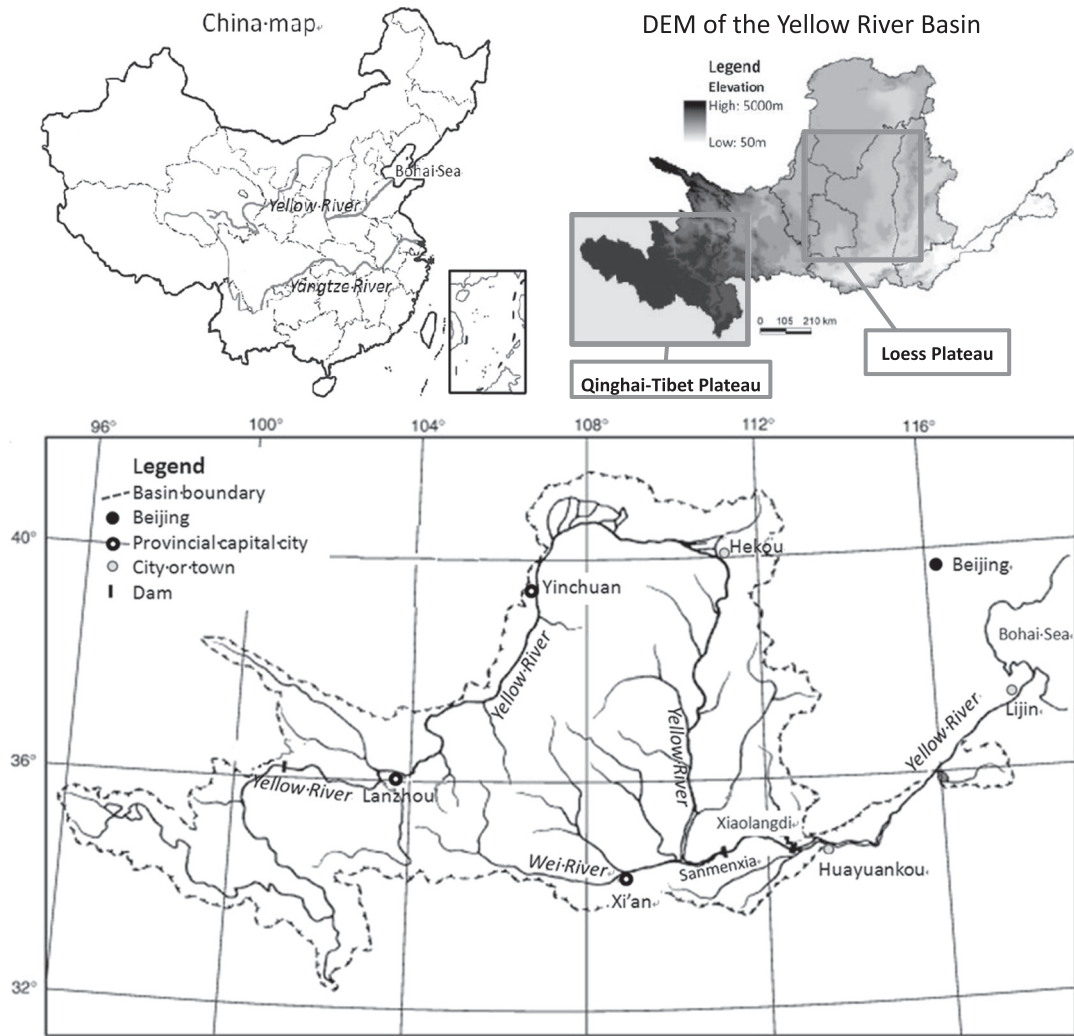 China·map
Bohai·Sea
Yellow·River
Yangtze·River
DEM of the Yellow River Basin
Legend
Elevation
High: 5000m
Low: 50m
0 105 210 km
Loess Plateau
Qinghai-Tibet Plateau
96° 100° 104 108° 112° 116°
Legend
Basin·boundary
Beijing
Provincial·capital·city
City·or·town
Dam
40°
36°
32°
Hekou
Beijing
Yinchuan
Bohai·Sea
Yellow·River
Yellow·River
Lijin
Yellow·River
Yellow·River
Lanzhou
Xiaolangdi
Wei·River
Sanmenxia
Huayuankou
Xi'an